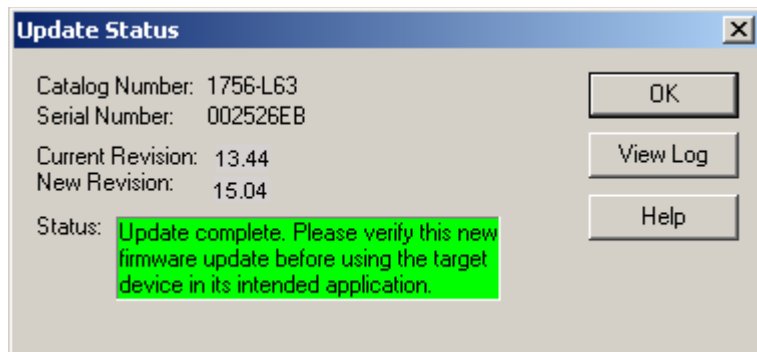 Update Status
Catalog Number: 1756-L63
Serial Number: 002526EB
Current Revision: 13.44
New Revision: 15.04
Status: Update complete. Please verify this new
firmware update before using the target
device in its intended application.
OK
View Log
Help